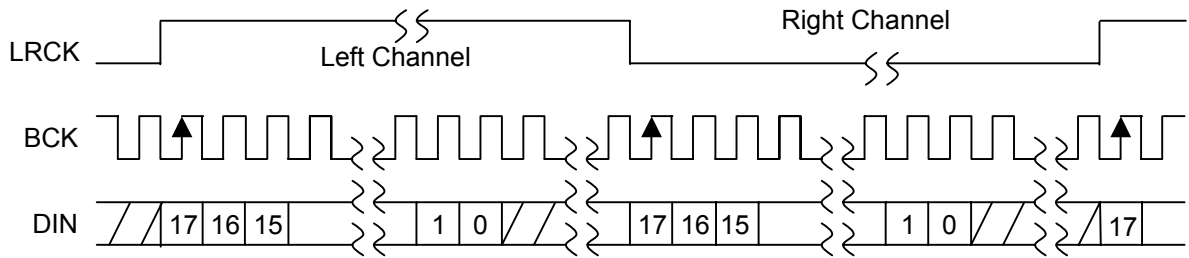 Right Channel
LRCK
Left Channel
BCK
DIN 17 16 15 1 0 17 16 15 1 0 17